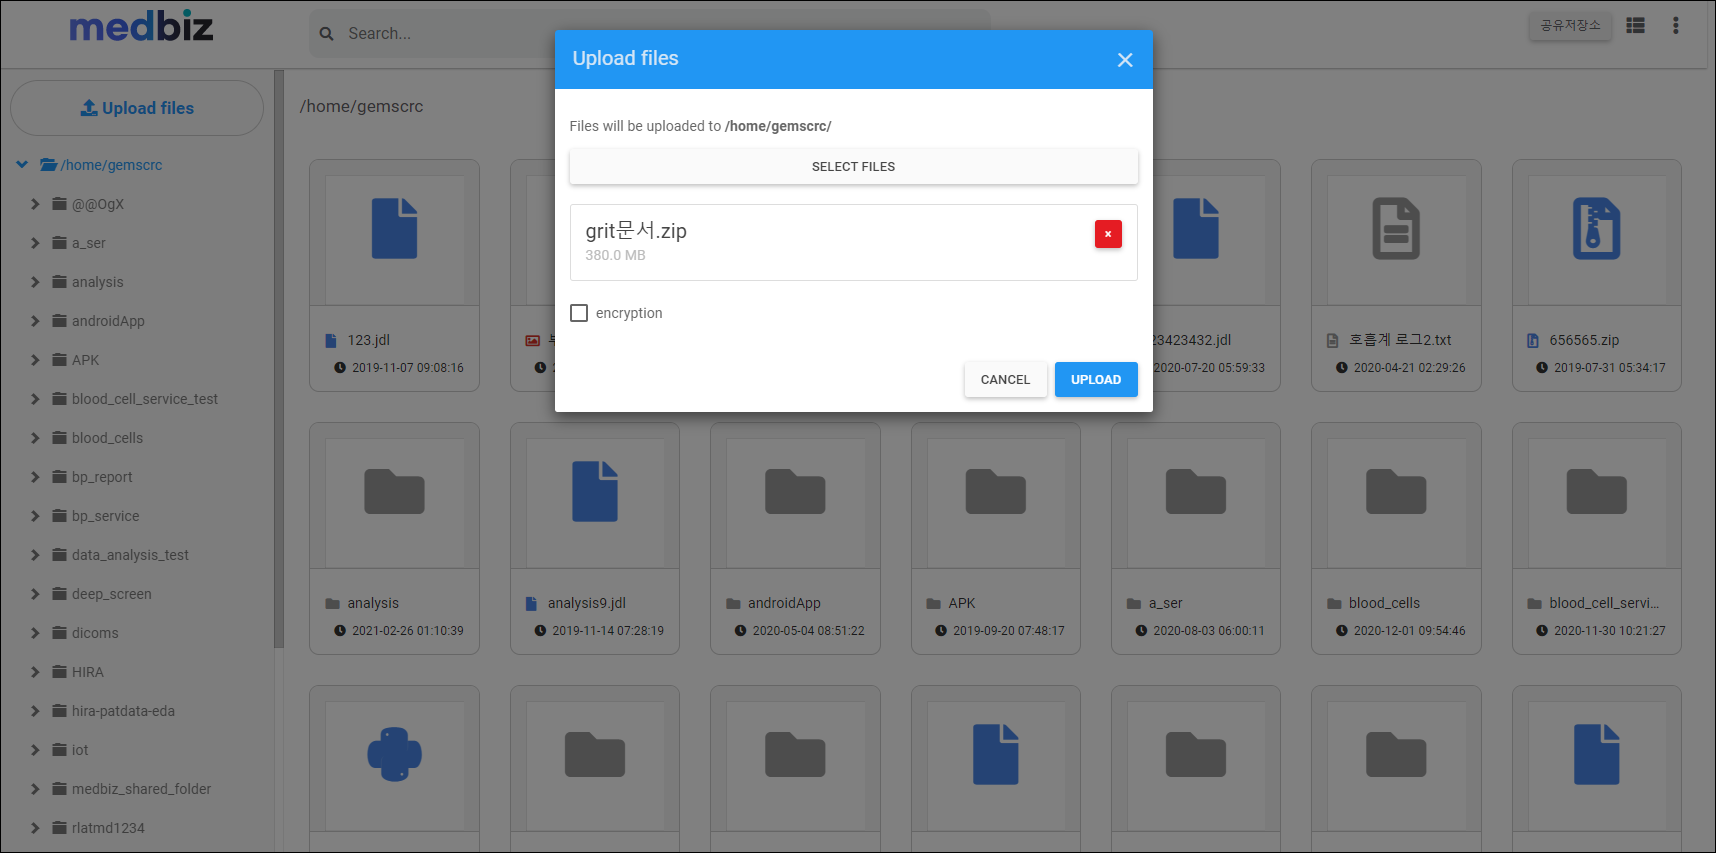 medbiz
Search...
공유저장소
Upload files
Upload files
/home/gemscrc
Files will be uploaded to /home/gemscrc/
SELECT FILES
grit문서.zip
380.0 MB
encryption
CANCEL
UPLOAD
/home/gemscrc
@@OgX
a_ser
analysis
androidApp
APK
blood_cell_service_test
blood_cells
bp_report
bp_service
data_analysis_test
deep_screen
dicoms
HIRA
hira-patdata-eda
iot
medbiz_shared_folder
rlatmd1234
123.jdl
2019-11-07 09:08:16
23423432.jdl
2020-07-20 05:59:33
호흡계 로그2.txt
2020-04-21 02:29:26
656565.zip
2019-07-31 05:34:17
analysis
2021-02-26 01:10:39
analysis9.jdl
2019-11-14 07:28:19
androidApp
2020-05-04 08:51:22
APK
2019-09-20 07:48:17
a_ser
2020-08-03 06:00:11
blood_cells
2020-12-01 09:54:46
blood_cell_servi...
2020-11-30 10:21:27